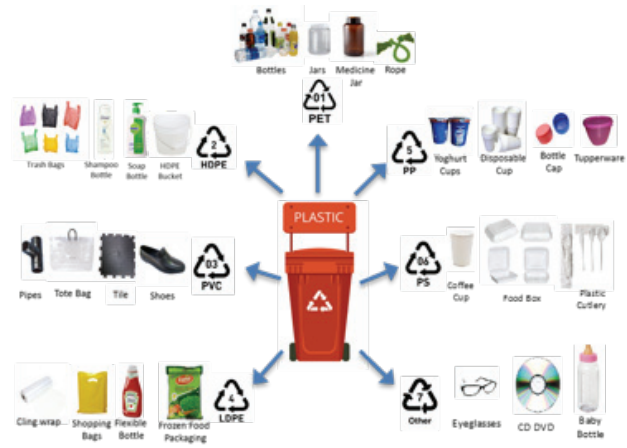 Bottles
Jars
Medicine
Jar
Rope
01
PET
Trash Bags
Shampoo
Bottle
Soap
Bottle
HDPE
Bucket
2
HDPE
5
PP
Yoghurt
Cups
Disposable
Cup
Bottle
Cap
Tupperware
PLASTIC
Pipes
Tote Bag
Tile
Shoes
03
PVC
06
PS
Coffee
Cup
Food Box
Plastic
Cutlery
Cling wrap...
Shopping
Bags
Flexible
Bottle
Frozen Food
Packaging
4
LDPE
7
Other
Eyeglasses
CD DVD
Baby
Bottle